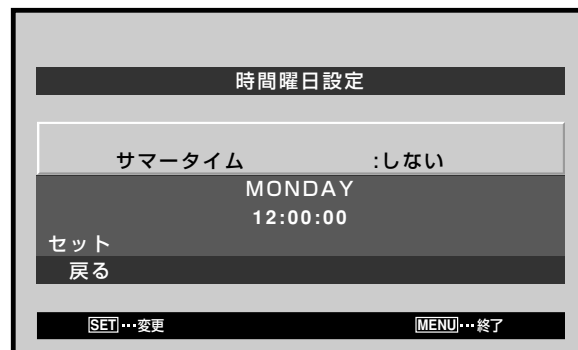 時間曜日設定
サマータイム :しない
MONDAY
12:00:00
セット
戻る
SET…変更 MENU…終了